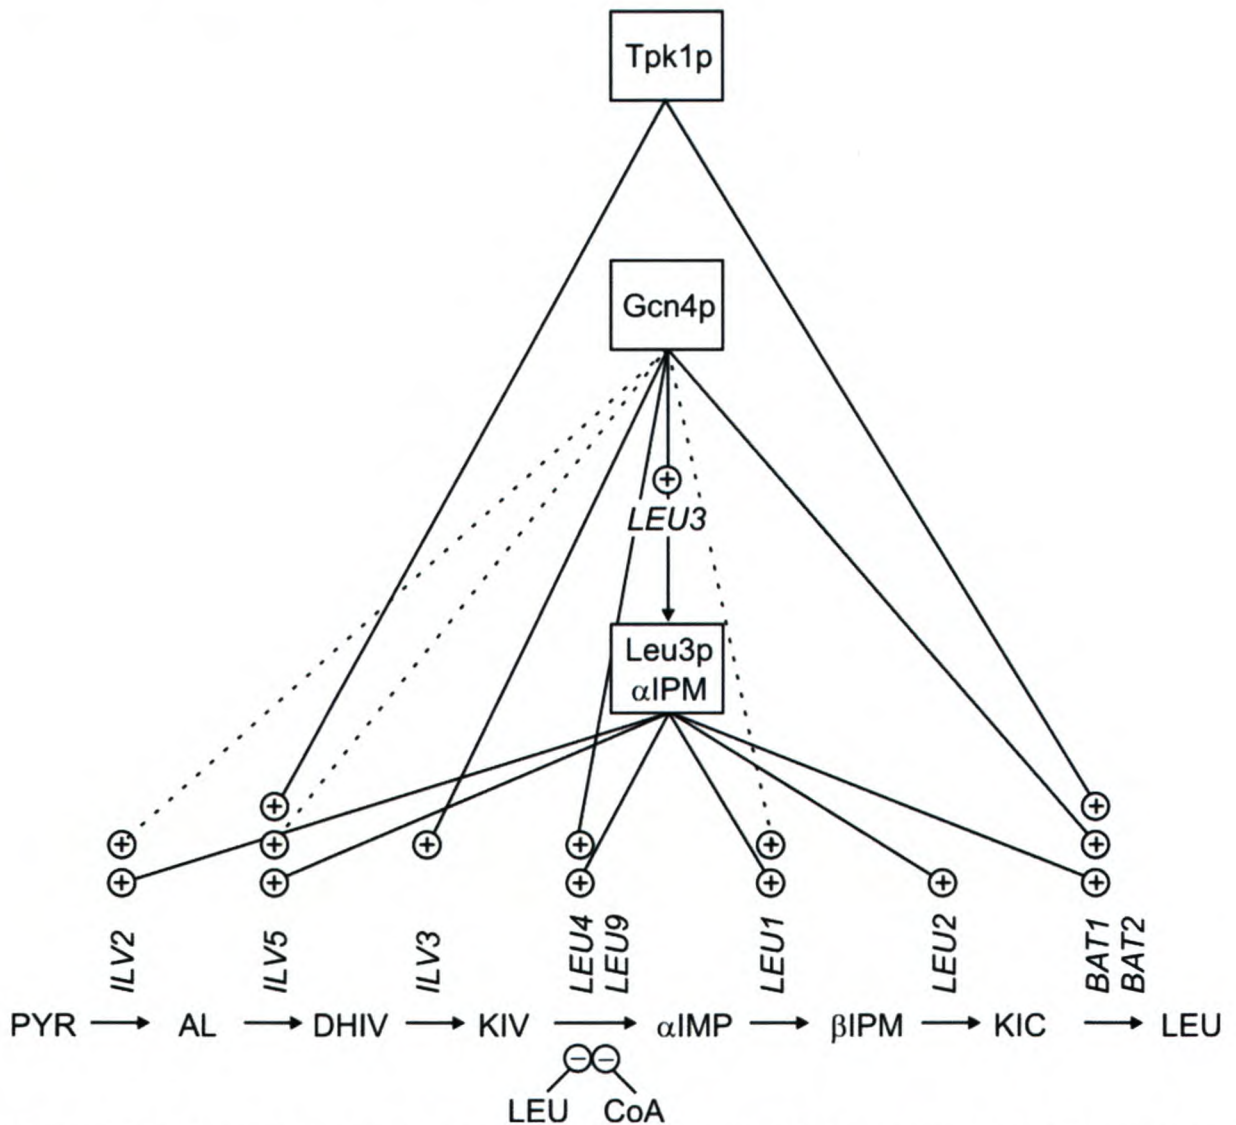 Tpk1p
Gcn4p
LEU3
Leu3p
αIPM
ILV2
ILV5
ILV3
LEU4
LEU9
LEU1
LEU2
BAT1
BAT2
PYR AL DHIV KIV αIMP βIPM KIC LEU
LEU CoA